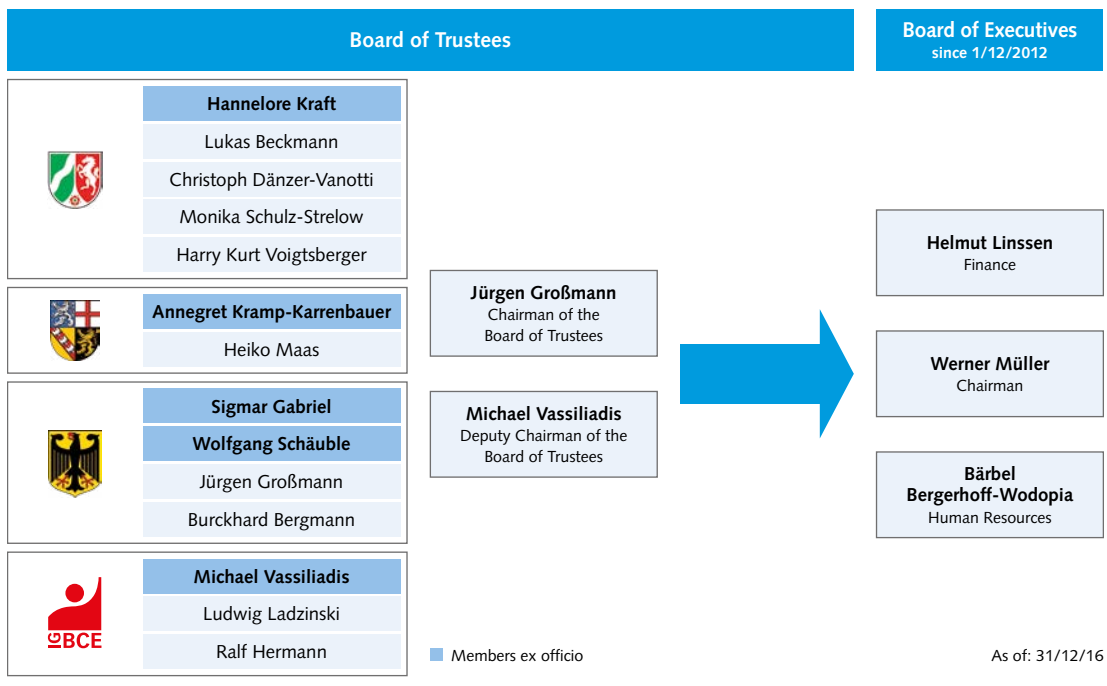 Board of Trustees
Board of Executives
since 1/12/2012
Hannelore Kraft
Lukas Beckmann
Christoph Dänzer-Vanotti
Monika Schulz-Strelow
Harry Kurt Voigtsberger
Annegret Kramp-Karrenbauer
Heiko Maas
Sigmar Gabriel
Wolfgang Schäuble
Jürgen Großmann
Burckhard Bergmann
IGBCE
Michael Vassiliadis
Ludwig Ladzinski
Ralf Hermann
Jürgen Großmann
Chairman of the
Board of Trustees
Michael Vassiliadis
Deputy Chairman of the
Board of Trustees
Members ex officio
Helmut Linssen
Finance
Werner Müller
Chairman
Bärbel
Bergerhoff-Wodopia
Human Resources
As of: 31/12/16